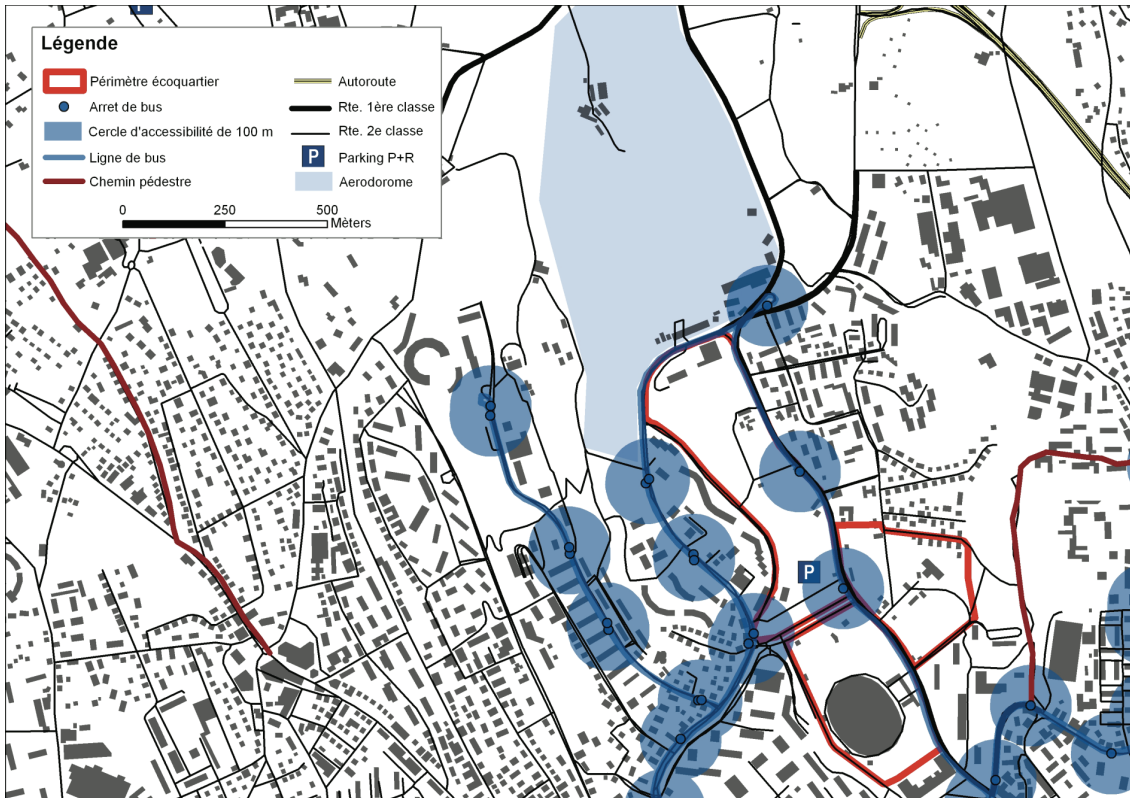 P
Légende
Périmètre écoquartier
Arret de bus
Cercle d'accessibilité de 100 m
Ligne de bus
Chemin pédestre
Autoroute
Rte. 1ère classe
Rte. 2e classe
P Parking P+R
Aerodorome
0 250 500
Mèters
P